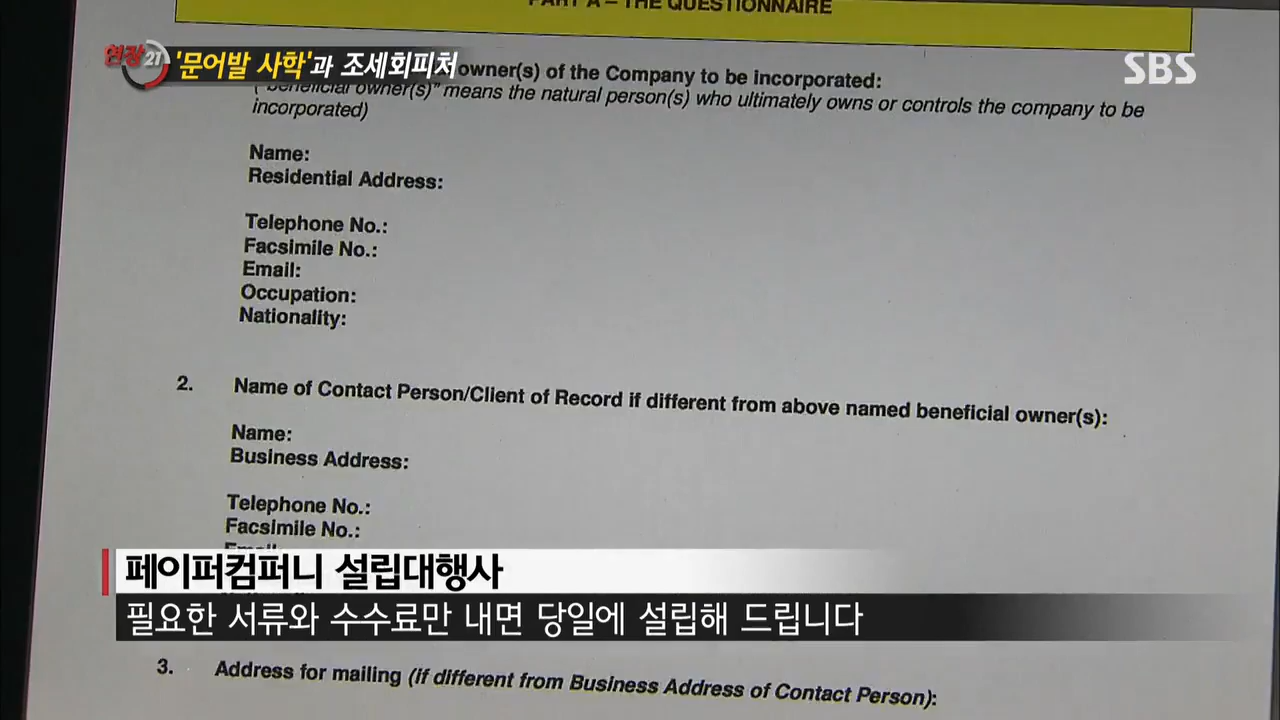 PART A – THE QUESTIONNAIRE
현장21 '문어발 사학'과 조세회피처
SBS
owner(s) of the Company to be incorporated:
("beneficial owner(s)" means the natural person(s) who ultimately owns or controls the company to be
incorporated)
Name:
Residential Address:
Telephone No.:
Facsimile No.:
Email:
Occupation:
Nationality:
2. Name of Contact Person/Client of Record if different from above named beneficial owner(s):
Name:
Business Address:
Telephone No.:
Facsimile No.:
페이퍼컴퍼니 설립대행사
필요한 서류와 수수료만 내면 당일에 설립해 드립니다
3. Address for mailing (if different from Business Address of Contact Person):